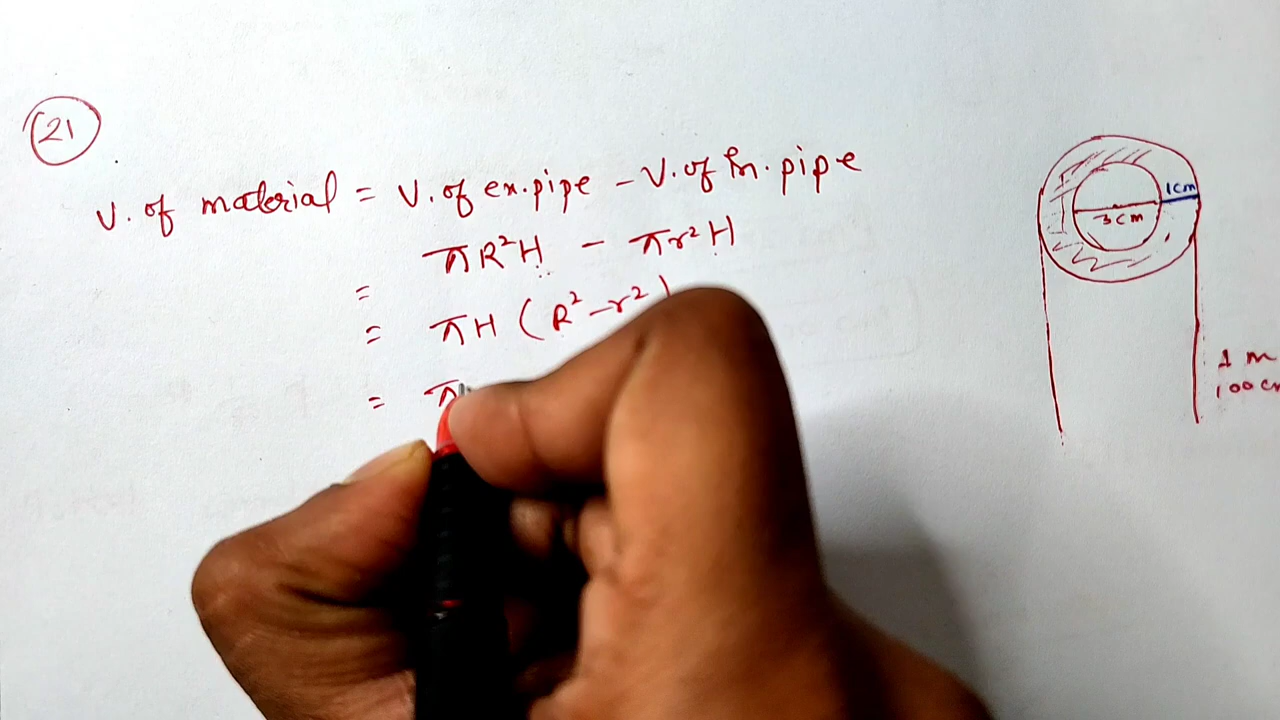 21
V. of material = V. of ex. pipe - V. of In. pipe
= πR²H - πr²H
= πH (R² - r²)
= π
1cm
3cm
1 m
100 cm